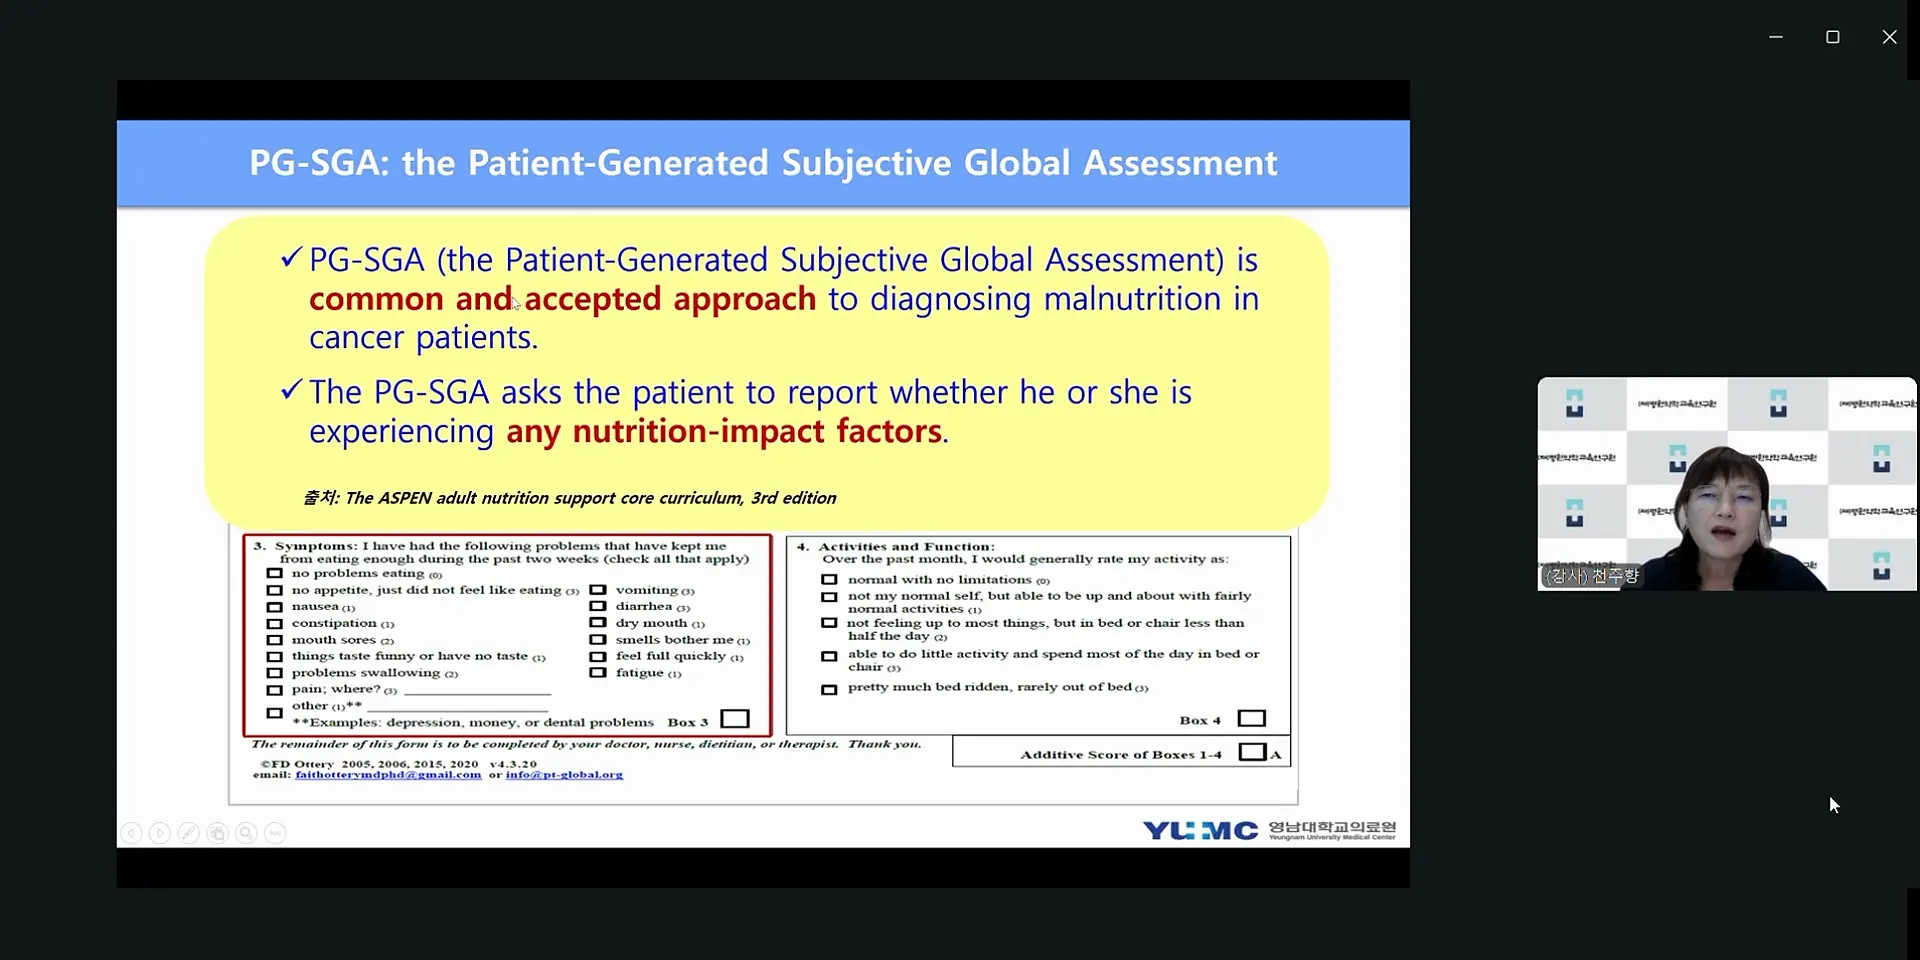 PG-SGA: the Patient-Generated Subjective Global Assessment
✓ PG-SGA (the Patient-Generated Subjective Global Assessment) is
common and accepted approach to diagnosing malnutrition in
cancer patients.
✓ The PG-SGA asks the patient to report whether he or she is
experiencing any nutrition-impact factors.
출처: The ASPEN adult nutrition support core curriculum, 3rd edition
3. Symptoms: I have had the following problems that have kept me
from eating enough during the past two weeks (check all that apply)
no problems eating (0)
no appetite, just did not feel like eating (3)
nausea (1)
constipation (1)
mouth sores (2)
things taste funny or have no taste (1)
problems swallowing (2)
pain; where? (3)
other (1)**
**Examples: depression, money, or dental problems
vomiting (3)
diarrhea (3)
dry mouth (1)
smells bother me (1)
feel full quickly (1)
fatigue (1)
Box 3
4. Activities and Function:
Over the past month, I would generally rate my activity as:
normal with no limitations (0)
not my normal self, but able to be up and about with fairly
normal activities (1)
not feeling up to most things, but in bed or chair less than
half the day (2)
able to do little activity and spend most of the day in bed or
chair (3)
pretty much bed ridden, rarely out of bed (3)
Box 4
The remainder of this form is to be completed by your doctor, nurse, dietitian, or therapist. Thank you.
Additive Score of Boxes 1-4 A
©FD Ottery 2005, 2006, 2015, 2020 v4.3.20
email: faithotterymdphd@gmail.com or info@pt-global.org
YUMC 영남대학교의료원
Yeungnam University Medical Center
(강사) 천주향